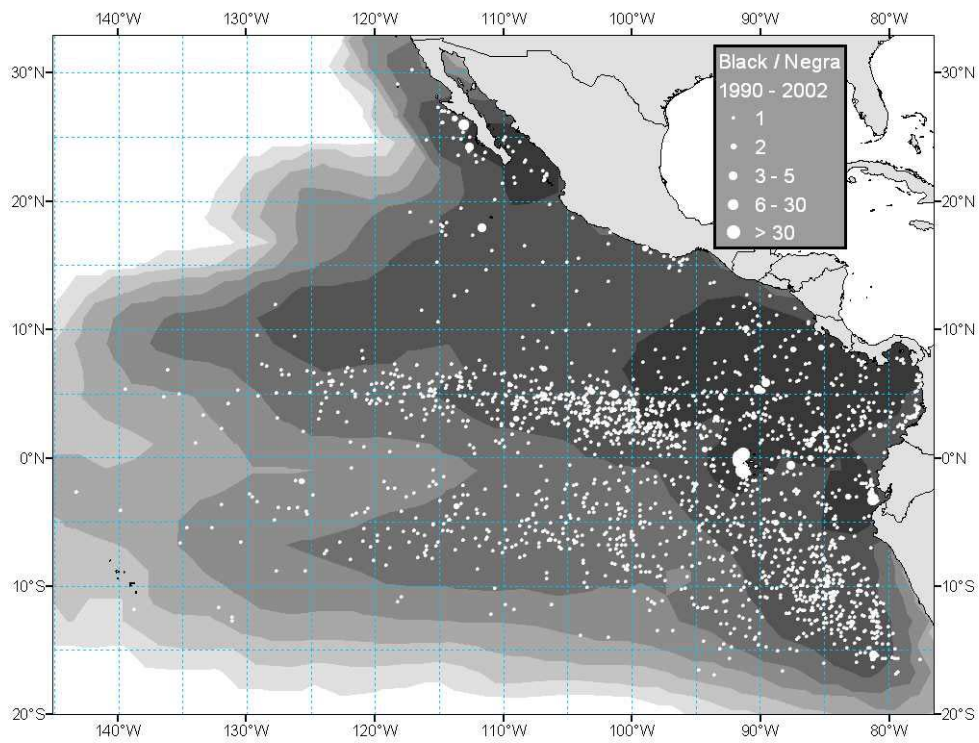 140°W 130°W 120°W 110°W 100°W 90°W 80°W
30°N 30°N
Black / Negra
1990 - 2002
1
2
3 - 5
6 - 30
> 30
20°N 20°N
10°N 10°N
0°N 0°N
10°S 10°S
20°S 20°S
140°W 130°W 120°W 110°W 100°W 90°W 80°W